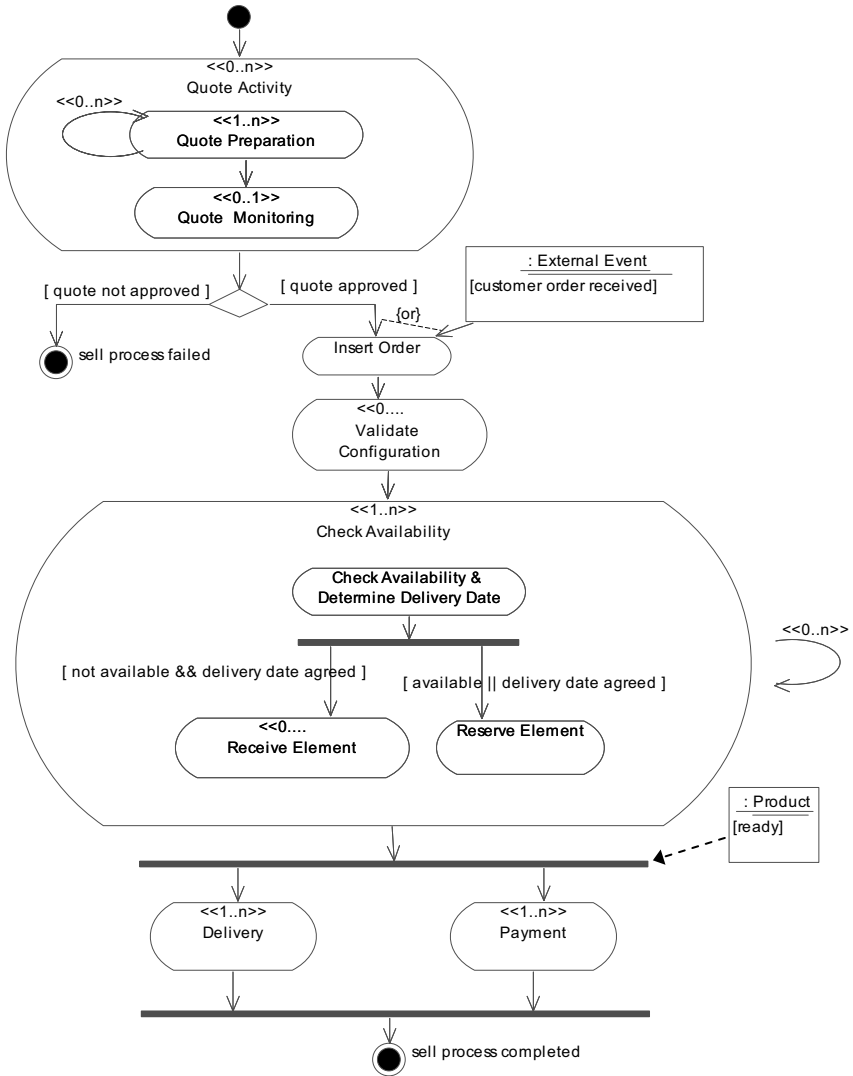 <<0..n>>
Quote Activity
<<0..n>>
<<1..n>>
Quote Preparation
<<0..1>>
Quote Monitoring
: External Event
[customer order received]
[ quote not approved ]
[ quote approved ]
{or}
sell process failed
Insert Order
<<0....
Validate
Configuration
<<1..n>>
Check Availability
Check Availability &
Determine Delivery Date
<<0..n>>
[ not available && delivery date agreed ]
[ available || delivery date agreed ]
<<0....
Receive Element
Reserve Element
: Product
[ready]
<<1..n>>
Delivery
<<1..n>>
Payment
sell process completed